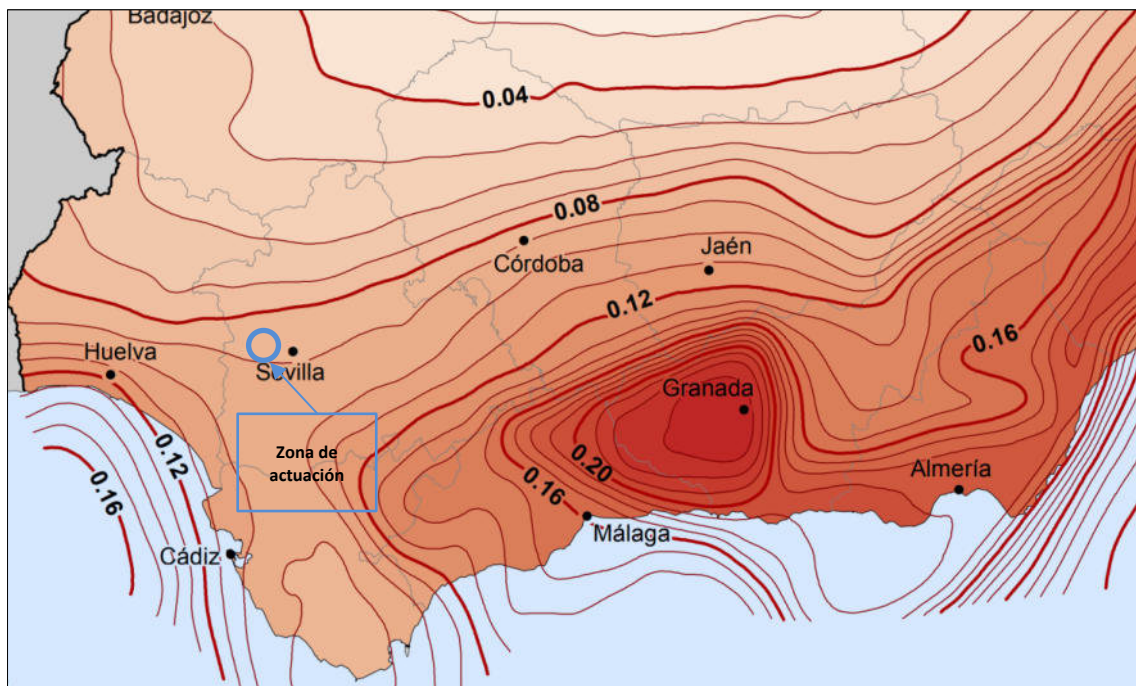 Badajoz
0.04
0.08
Córdoba
Jaén
0.12
0.16
Huelva
Sevilla
Granada
Zona de
actuación
0.12
0.20
0.16
0.16
Almería
Málaga
Cádiz